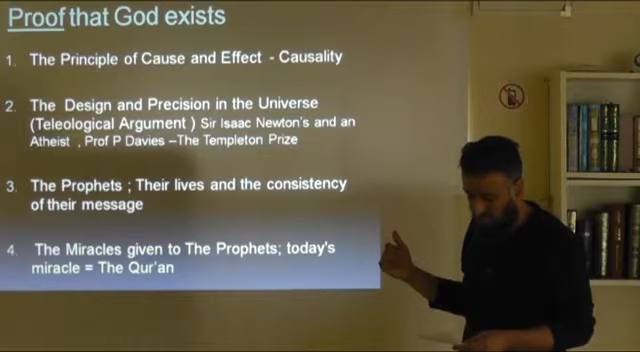 Proof that God exists
1. The Principle of Cause and Effect - Causality
2. The Design and Precision in the Universe
(Teleological Argument ) Sir Isaac Newton's and an
Atheist , Prof P Davies –The Templeton Prize
3. The Prophets ; Their lives and the consistency
of their message
4. The Miracles given to The Prophets; today's
miracle = The Qur'an